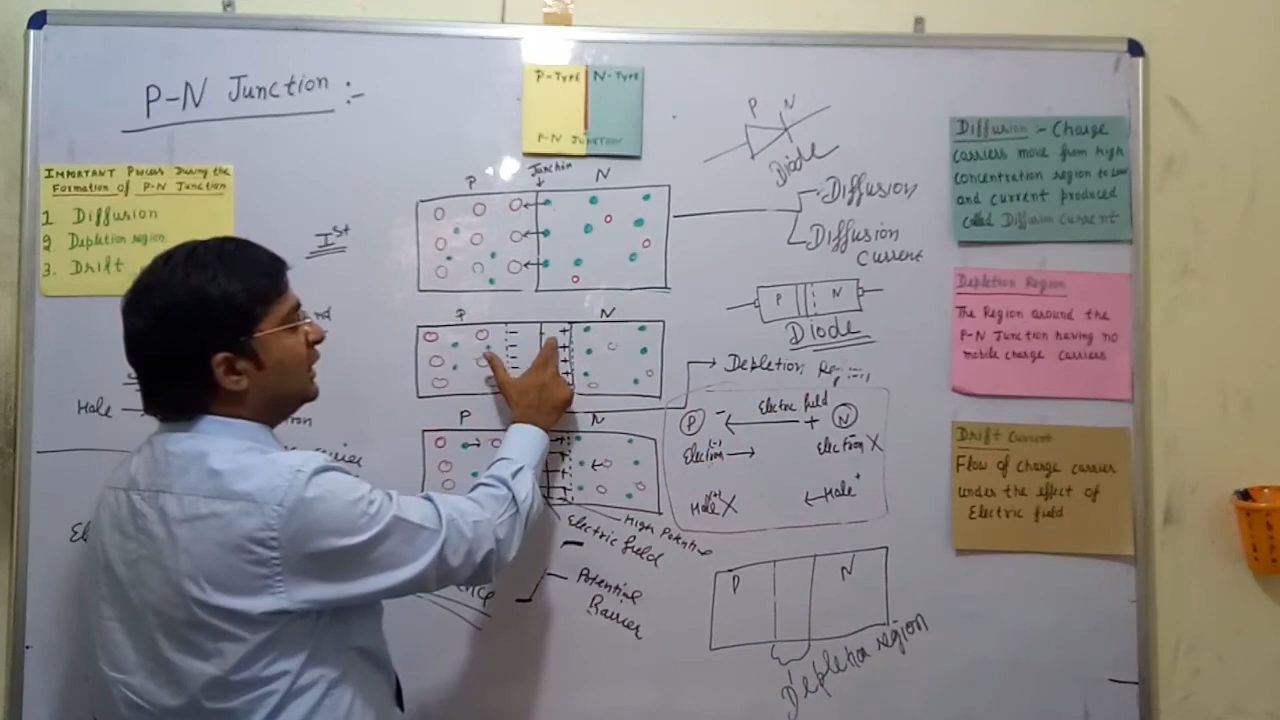 P-N Junction :-
IMPORTANT Process During the
Formation of P-N Junction
1. Diffusion
2. Depletion region
3. Drift
Ist
nd
Hole
P-TYPE
N-TYPE
P-N JUNCTION
Junction
P
N
P
N
P
N
Electric field
High Potential
Potential
Barrier
P
N
Diode
Diffusion
Diffusion
Current
P
N
Diode
Depletion Region
P
-
Electric field
+
N
Electron
(-)
Electron X
(-)
Hole X
(+)
Hole +
P
N
Depletion region
Diffusion :- Charge
carriers move from high
concentration region to low
and current produced
called Diffusion Current
Depletion Region
The Region around the
P-N Junction having no
mobile charge carriers
Drift Current
Flow of charge carrier
under the effect of
Electric field